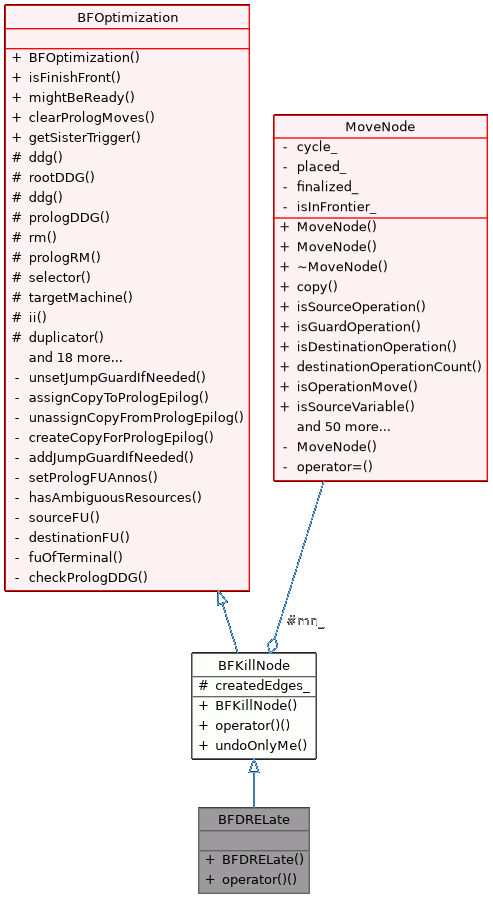 BFOptimization
+ BFOptimization()
+ isFinishFront()
+ mightBeReady()
+ clearPrologMoves()
+ getSisterTrigger()
# ddg()
# rootDDG()
# ddg()
# prologDDG()
# rm()
# prologRM()
# selector()
# targetMachine()
# ii()
# duplicator()
and 18 more...
- unsetJumpGuardIfNeeded()
- assignCopyToPrologEpilog()
- unassignCopyFromPrologEpilog()
- createCopyForPrologEpilog()
- addJumpGuardIfNeeded()
- setPrologFUAnnos()
- hasAmbiguousResources()
- sourceFU()
- destinationFU()
- fuOfTerminal()
- checkPrologDDG()
MoveNode
- cycle_
- placed_
- finalized_
- isInFrontier_
+ MoveNode()
+ MoveNode()
+ ~MoveNode()
+ copy()
+ isSourceOperation()
+ isGuardOperation()
+ isDestinationOperation()
+ destinationOperationCount()
+ isOperationMove()
+ isSourceVariable()
and 50 more...
- MoveNode()
- operator=()
#mn_
BFKillNode
# createdEdges_
+ BFKillNode()
+ operator()()
+ undoOnlyMe()
BFDRELate
+ BFDRELate()
+ operator()()